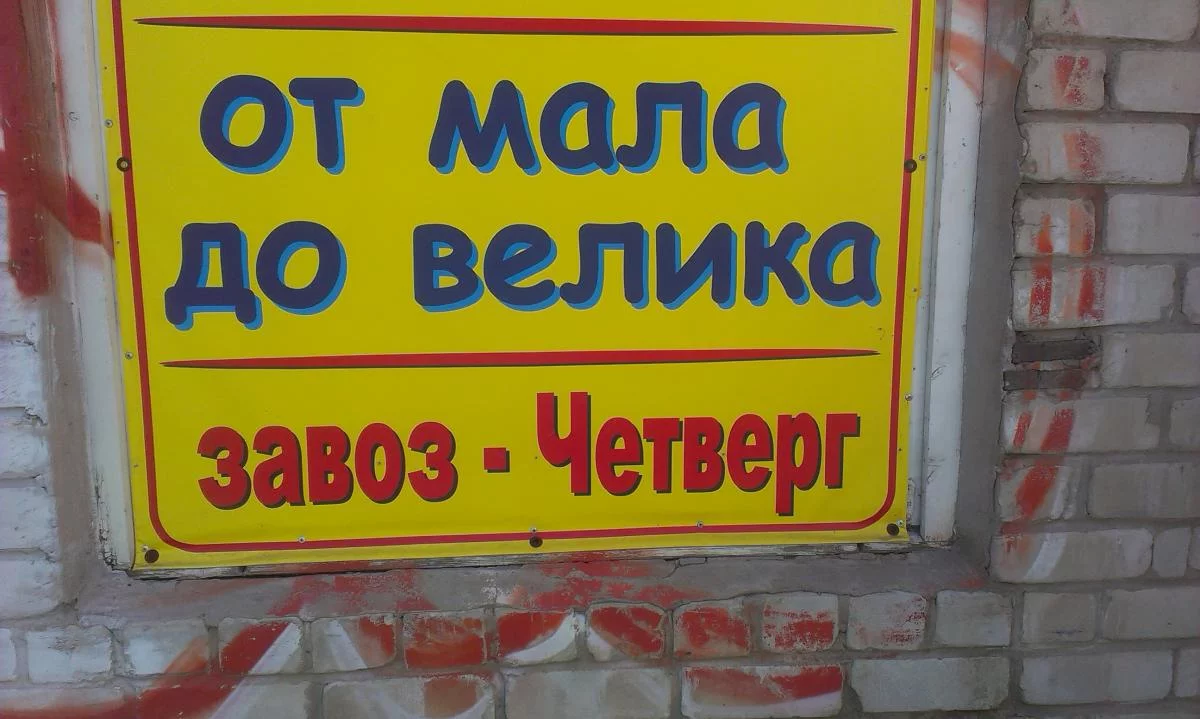 от мала
до велика
завоз - Четверг